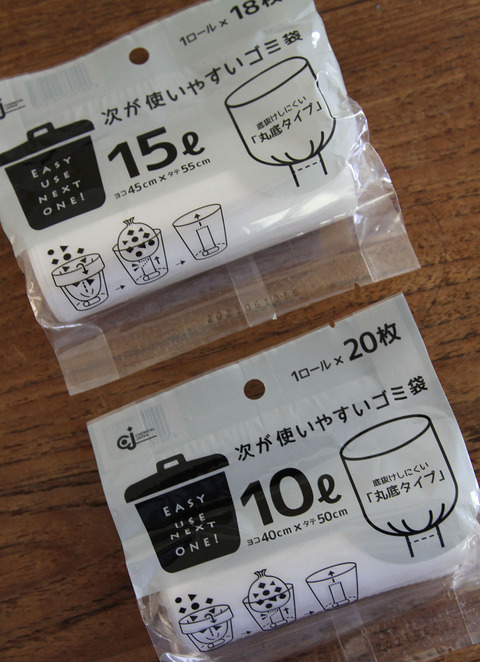 1ロール×18枚
次が使いやすいゴミ袋
15ℓ
ヨコ45cm×タテ55cm
底抜けしにくい
「丸底タイプ」
EASY
USE
NEXT
ONE!
1ロール×20枚
cj CHEMICAL JAPAN
次が使いやすいゴミ袋
10ℓ
ヨコ40cm×タテ50cm
底抜けしにくい
「丸底タイプ」
EASY
USE
NEXT
ONE!